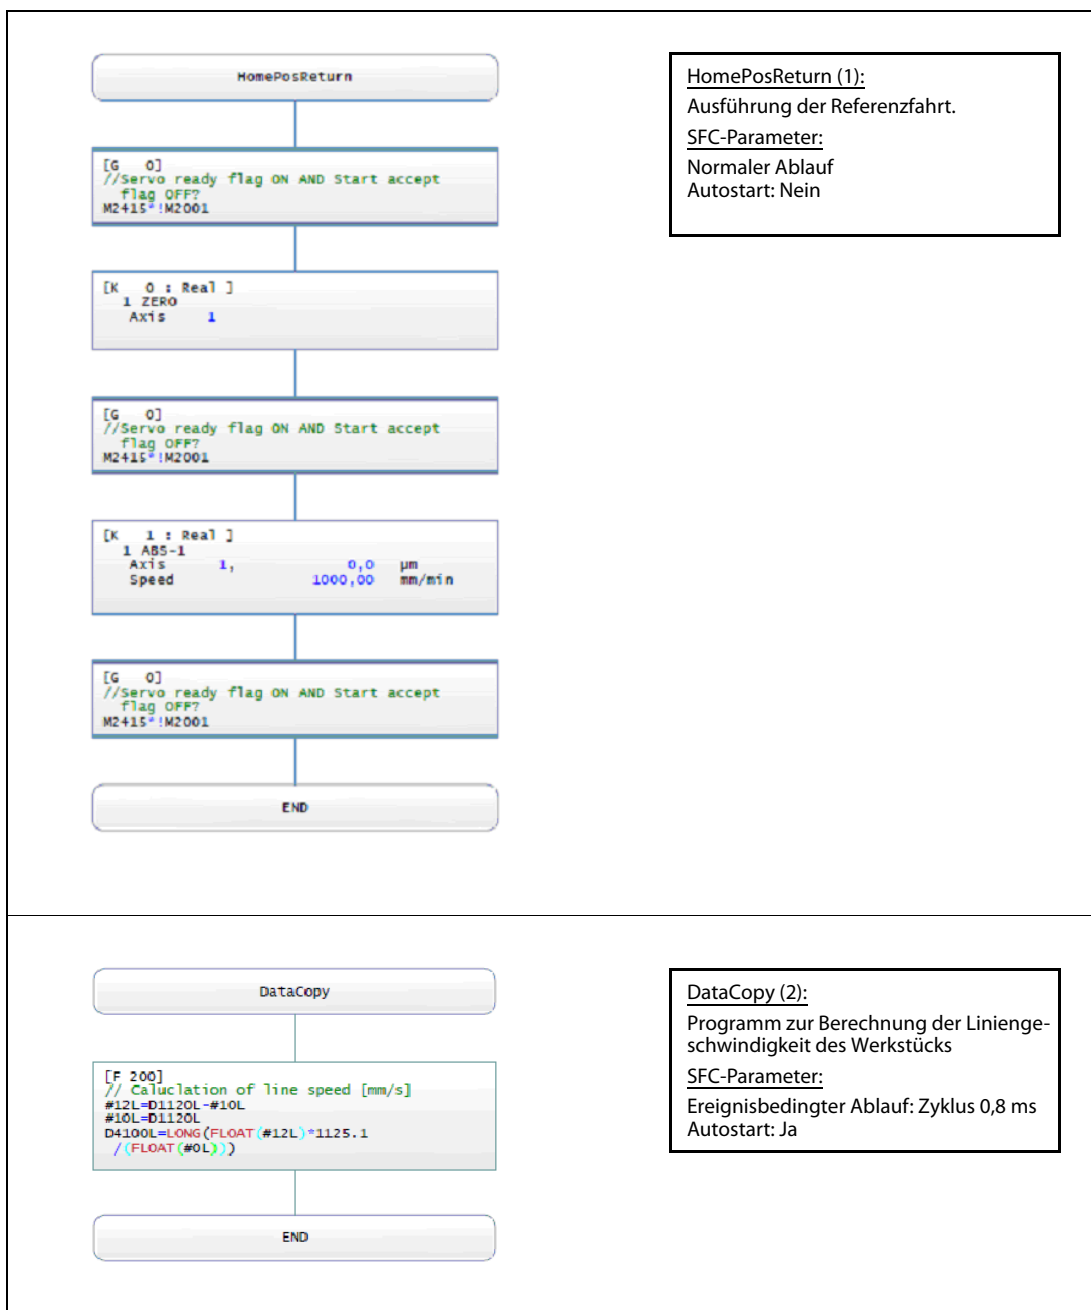 HomePosReturn
[G 0]
//Servo ready flag ON AND Start accept
flag OFF?
M2415*!M2001
[K 0 : Real ]
1 ZERO
Axis 1
[G 0]
//Servo ready flag ON AND Start accept
flag OFF?
M2415*!M2001
[K 1 : Real ]
1 ABS-1
Axis 1, 0,0 µm
Speed 1000,00 mm/min
[G 0]
//Servo ready flag ON AND Start accept
flag OFF?
M2415*!M2001
END
HomePosReturn (1):
Ausführung der Referenzfahrt.
SFC-Parameter:
Normaler Ablauf
Autostart: Nein
DataCopy
[F 200]
// Caluclation of line speed [mm/s]
#12L=D1120L-#10L
#10L=D1120L
D4100L=LONG(FLOAT(#12L)*1125.1
/(FLOAT(#0L)))
END
DataCopy (2):
Programm zur Berechnung der Linienge-
schwindigkeit des Werkstücks
SFC-Parameter:
Ereignisbedingter Ablauf: Zyklus 0,8 ms
Autostart: Ja